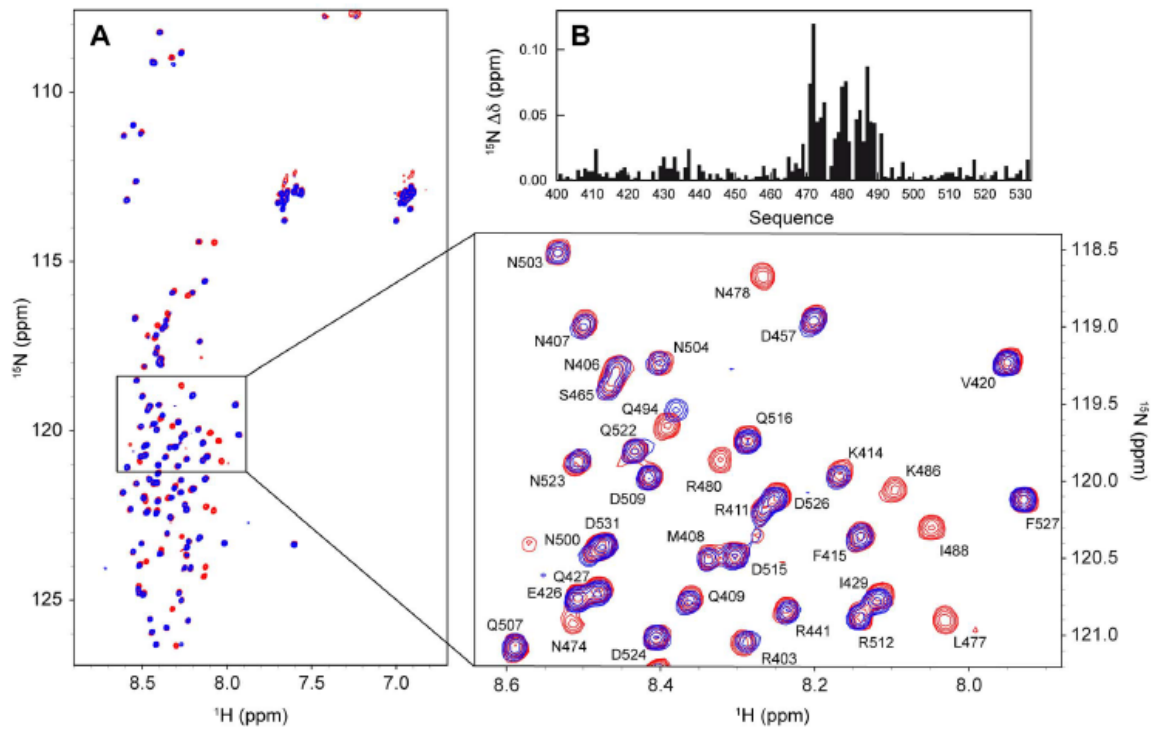 A
110
115
120
125
¹⁵N (ppm)
8.5
8.0
7.5
7.0
¹H (ppm)
B
0.10
0.05
0
¹⁵N Δδ (ppm)
400 410 420 430 440 450 460 470 480 490 500 510 520 530
Sequence
N503
N478
N407
D457
N406
N504
V420
S465
Q494
Q516
Q522
K414
K486
N523
R480
D509
R411
D526
F527
D531
M408
N500
F415
I488
D515
Q427
I429
E426
Q409
Q507
N474
R441
R512
L477
D524
R403
118.5
119.0
119.5
120.0
120.5
121.0
¹⁵N (ppm)
8.6 8.4 8.2 8.0
¹H (ppm)